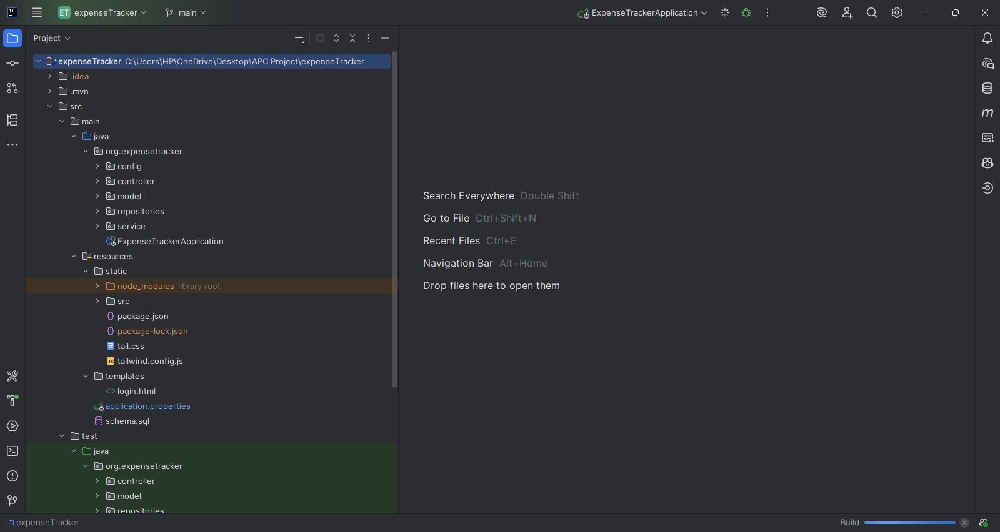 ET expenseTracker main ExpenseTrackerApplication
Project
expenseTracker C:\Users\HP\OneDrive\Desktop\APC Project\expenseTracker
.idea
.mvn
src
main
java
org.expensetracker
config
controller
model
repositories
service
ExpenseTrackerApplication
resources
static
node_modules library root
src
package.json
package-lock.json
tail.css
JS tailwind.config.js
templates
login.html
application.properties
schema.sql
test
java
org.expensetracker
controller
model
repositories
Search Everywhere Double Shift
Go to File Ctrl+Shift+N
Recent Files Ctrl+E
Navigation Bar Alt+Home
Drop files here to open them
m
expenseTracker
Build